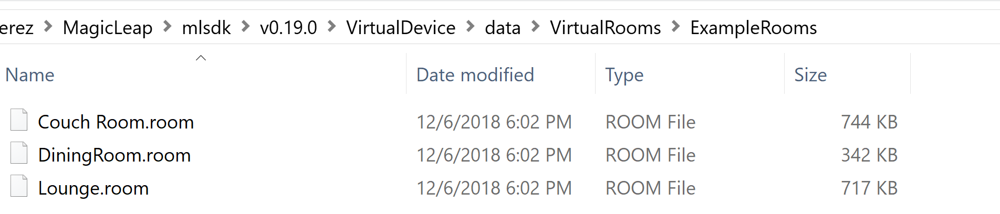 erez > MagicLeap > mlsdk > v0.19.0 > VirtualDevice > data > VirtualRooms > ExampleRooms
Name Date modified Type Size
Couch Room.room 12/6/2018 6:02 PM ROOM File 744 KB
DiningRoom.room 12/6/2018 6:02 PM ROOM File 342 KB
Lounge.room 12/6/2018 6:02 PM ROOM File 717 KB